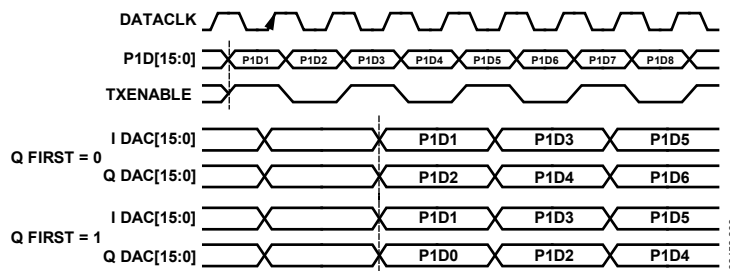 DATACLK
P1D[15:0] P1D1 P1D2 P1D3 P1D4 P1D5 P1D6 P1D7 P1D8
TXENABLE
Q FIRST = 0
I DAC[15:0] P1D1 P1D3 P1D5
Q DAC[15:0] P1D2 P1D4 P1D6
Q FIRST = 1
I DAC[15:0] P1D1 P1D3 P1D5
Q DAC[15:0] P1D0 P1D2 P1D4